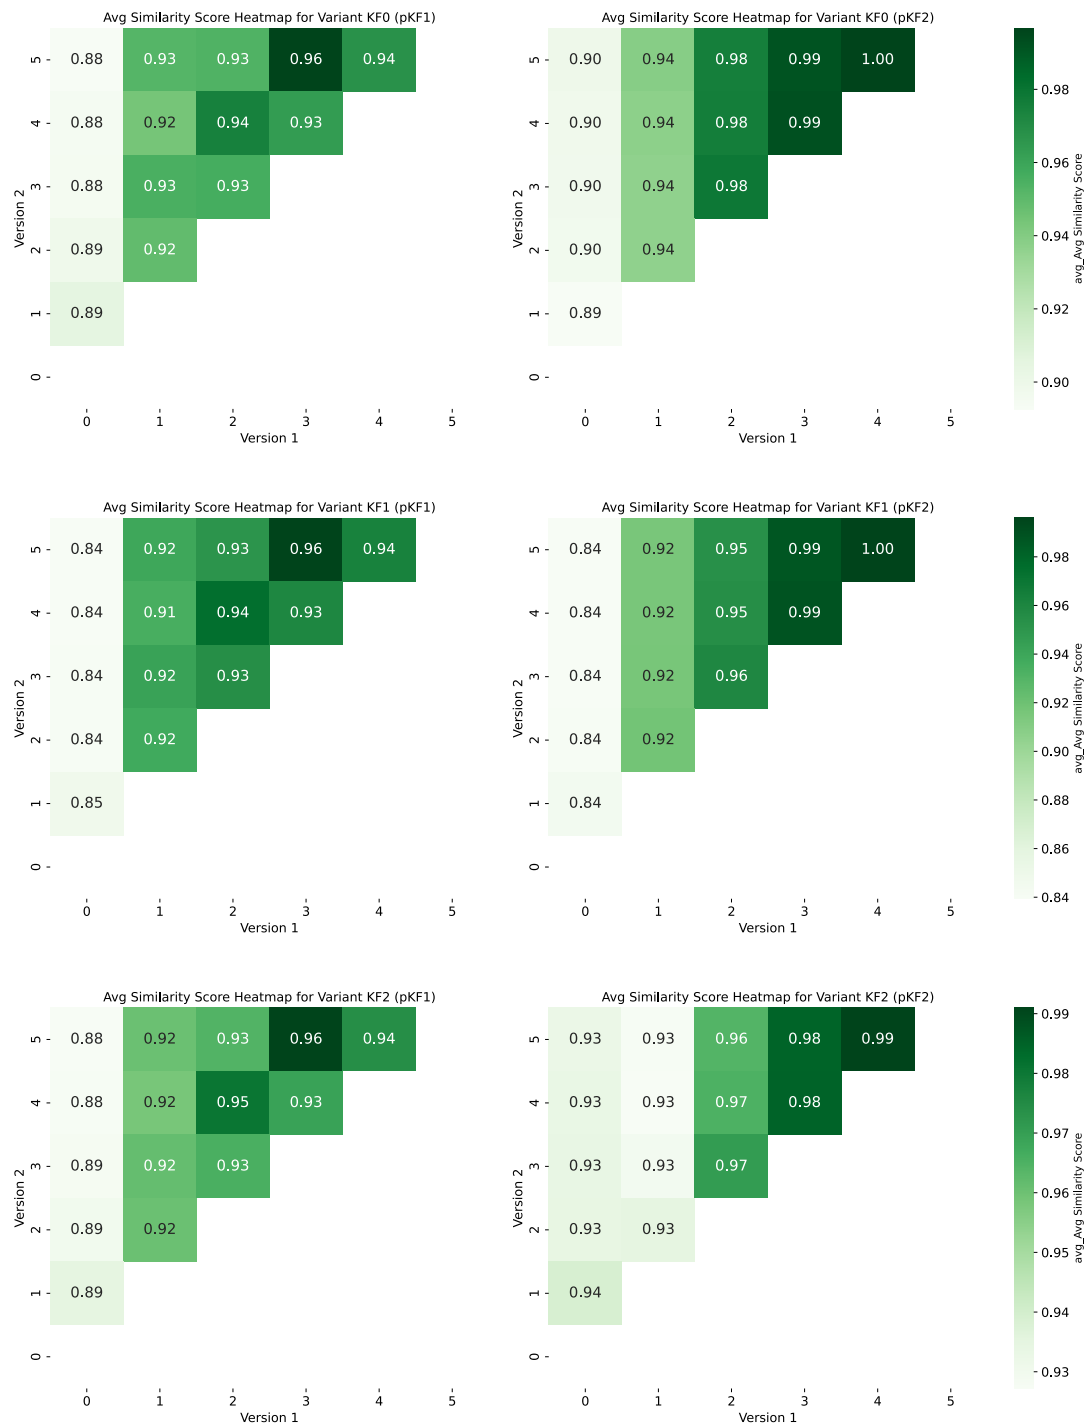 Avg Similarity Score Heatmap for Variant KF0 (pKF1)
5
0.88 0.93 0.93 0.96 0.94
4
0.88 0.92 0.94 0.93
3
0.88 0.93 0.93
2
0.89 0.92
1
0.89
0
Version 2
0 1 2 3 4 5
Version 1
Avg Similarity Score Heatmap for Variant KF0 (pKF2)
5
0.90 0.94 0.98 0.99 1.00
4
0.90 0.94 0.98 0.99
3
0.90 0.94 0.98
2
0.90 0.94
1
0.89
0
Version 2
0 1 2 3 4 5
Version 1
0.98
0.96
0.94
0.92
0.90
avg_Avg Similarity Score
Avg Similarity Score Heatmap for Variant KF1 (pKF1)
5
0.84 0.92 0.93 0.96 0.94
4
0.84 0.91 0.94 0.93
3
0.84 0.92 0.93
2
0.84 0.92
1
0.85
0
Version 2
0 1 2 3 4 5
Version 1
Avg Similarity Score Heatmap for Variant KF1 (pKF2)
5
0.84 0.92 0.95 0.99 1.00
4
0.84 0.92 0.95 0.99
3
0.84 0.92 0.96
2
0.84 0.92
1
0.84
0
Version 2
0 1 2 3 4 5
Version 1
0.98
0.96
0.94
0.92
0.90
0.88
0.86
0.84
avg_Avg Similarity Score
Avg Similarity Score Heatmap for Variant KF2 (pKF1)
5
0.88 0.92 0.93 0.96 0.94
4
0.88 0.92 0.95 0.93
3
0.89 0.92 0.93
2
0.89 0.92
1
0.89
0
Version 2
0 1 2 3 4 5
Version 1
Avg Similarity Score Heatmap for Variant KF2 (pKF2)
5
0.93 0.93 0.96 0.98 0.99
4
0.93 0.93 0.97 0.98
3
0.93 0.93 0.97
2
0.93 0.93
1
0.94
0
Version 2
0 1 2 3 4 5
Version 1
0.99
0.98
0.97
0.96
0.95
0.94
0.93
avg_Avg Similarity Score